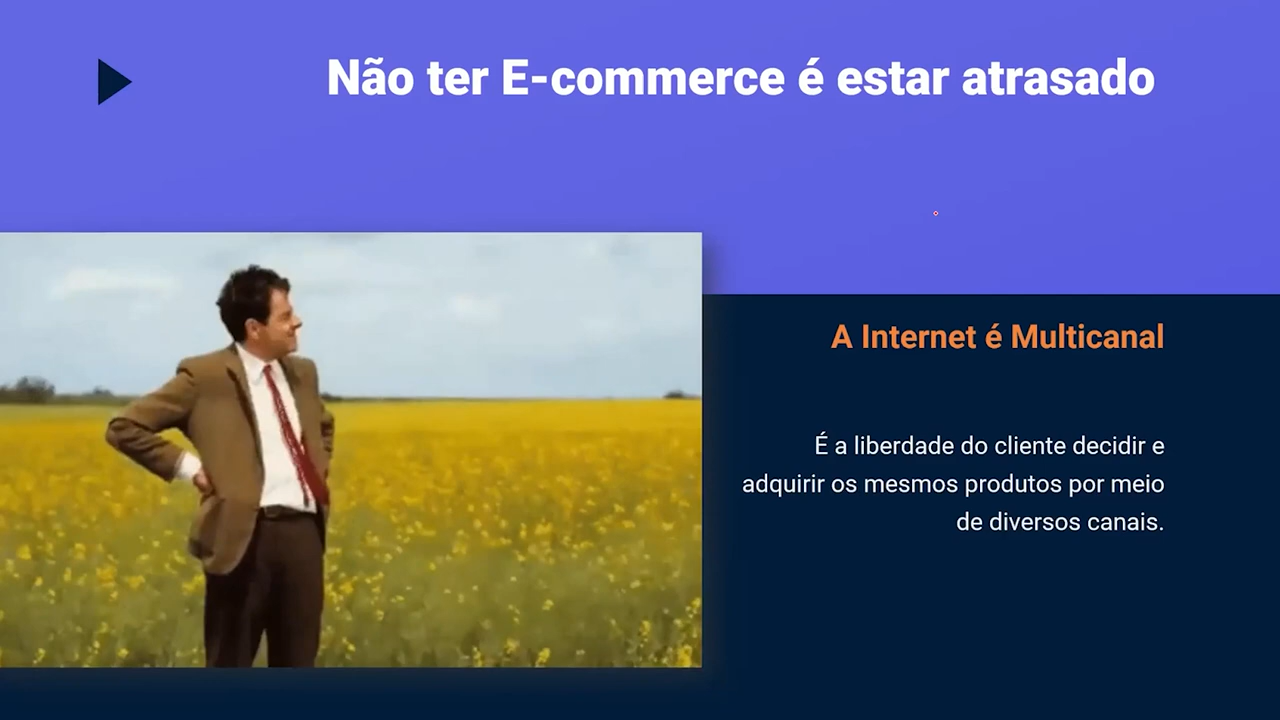 Não ter E-commerce é estar atrasado
A Internet é Multicanal
É a liberdade do cliente decidir e
adquirir os mesmos produtos por meio
de diversos canais.